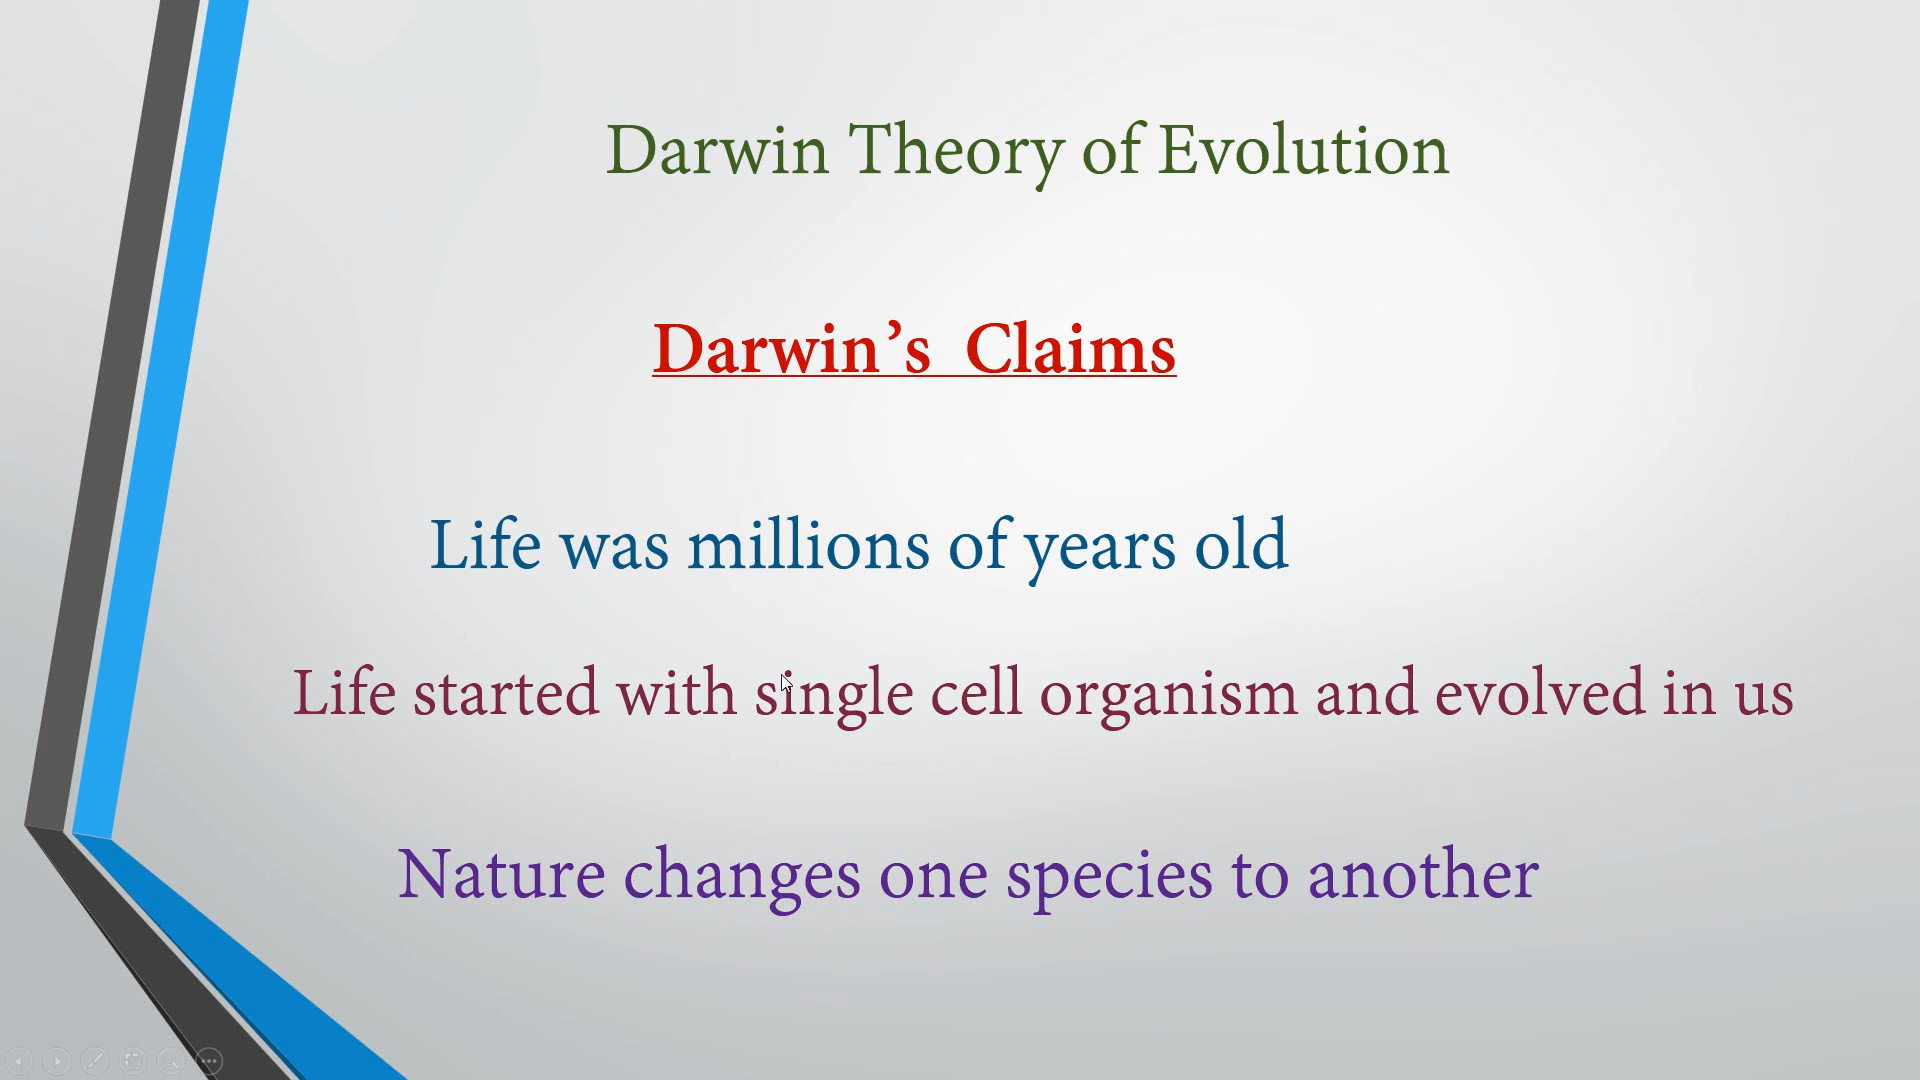 Darwin Theory of Evolution
Darwin’s  Claims
Life was millions of years old
Life started with single cell organism and evolved in us
Nature changes one species to another